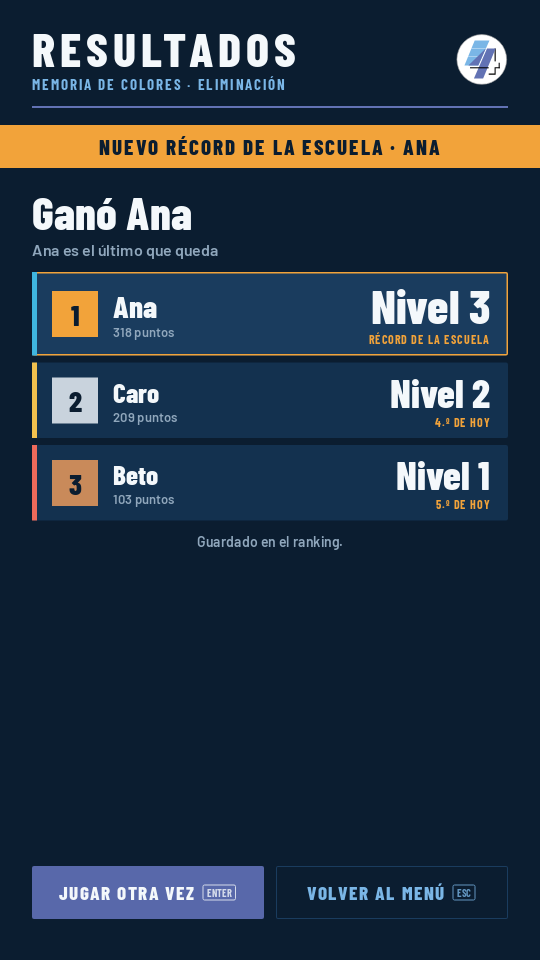 RESULTADOS
MEMORIA DE COLORES · ELIMINACIÓN
4
NUEVO RÉCORD DE LA ESCUELA · ANA
Ganó Ana
Ana es el último que queda
1
Ana
318 puntos
Nivel 3
RÉCORD DE LA ESCUELA
2
Caro
209 puntos
Nivel 2
4.º DE HOY
3
Beto
103 puntos
Nivel 1
5.º DE HOY
Guardado en el ranking.
JUGAR OTRA VEZ ENTER
VOLVER AL MENÚ ESC